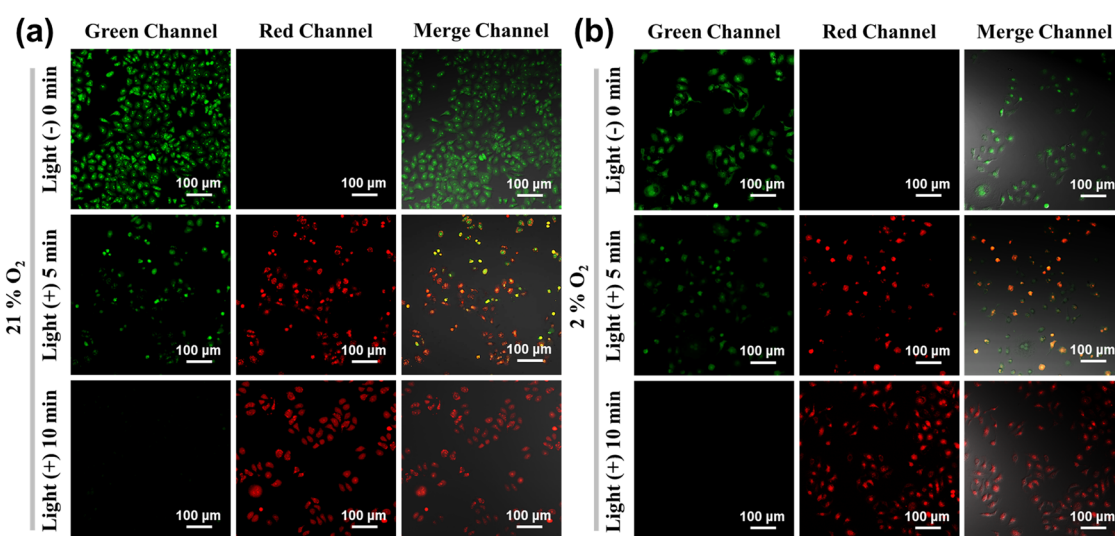 (a)
Green Channel Red Channel Merge Channel
21 % O₂
Light (-) 0 min
100 µm 100 µm 100 µm
Light (+) 5 min
100 µm 100 µm 100 µm
Light (+) 10 min
100 µm 100 µm 100 µm
(b)
Green Channel Red Channel Merge Channel
2 % O₂
Light (-) 0 min
100 µm 100 µm 100 µm
Light (+) 5 min
100 µm 100 µm 100 µm
Light (+) 10 min
100 µm 100 µm 100 µm